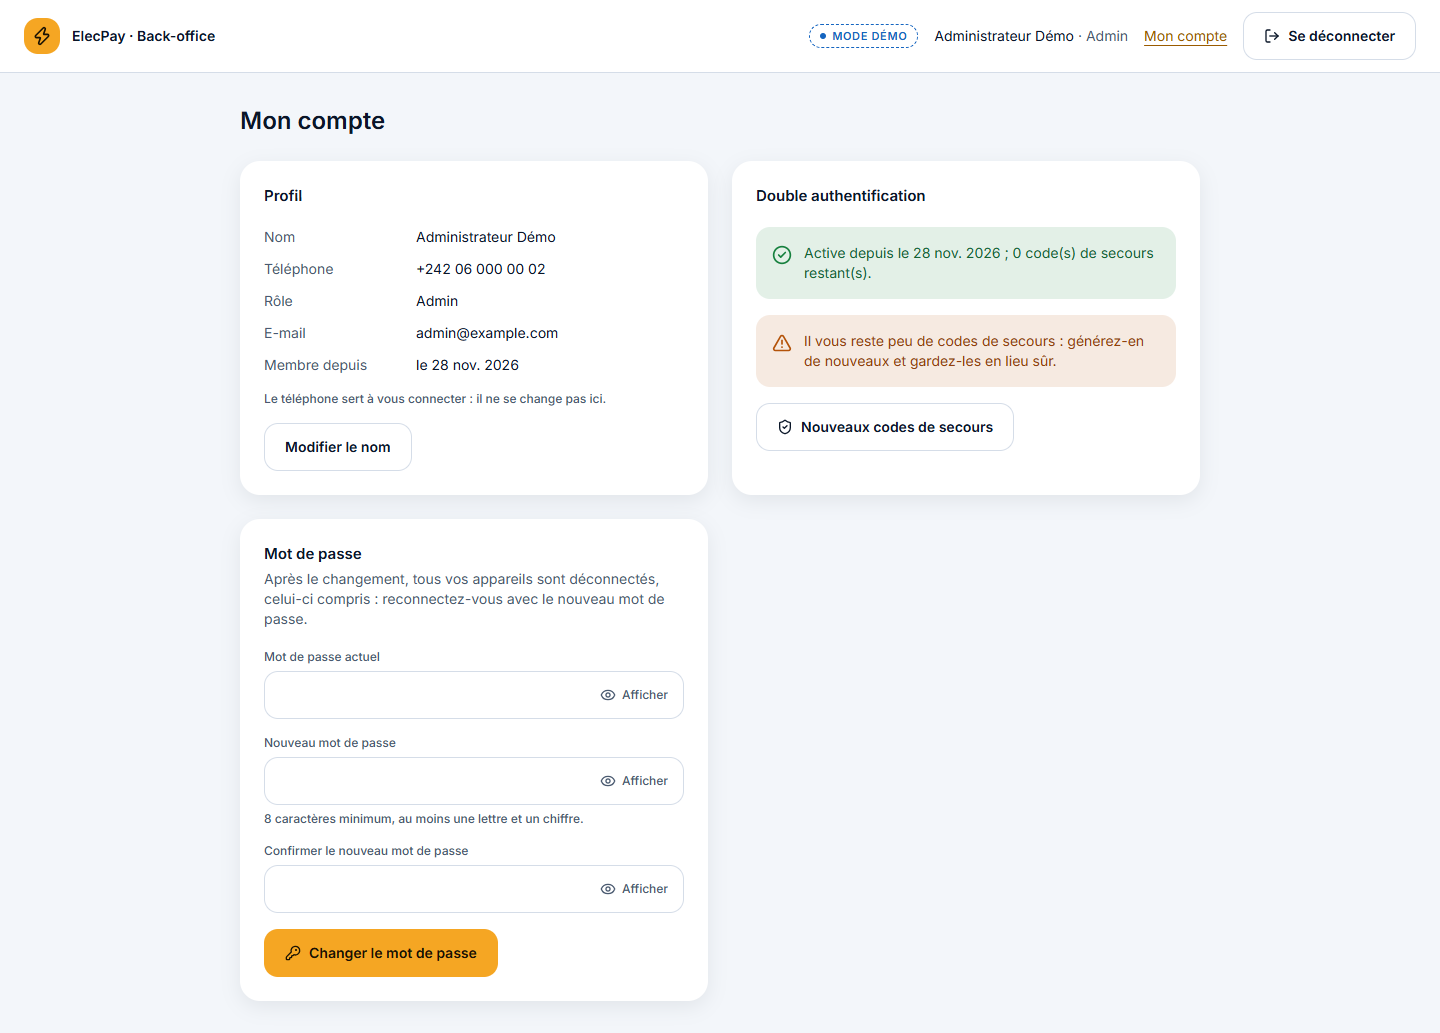 ElecPay · Back-office
MODE DÉMO
Administrateur Démo · Admin
Mon compte
Se déconnecter
Mon compte
Profil
Nom Administrateur Démo
Téléphone +242 06 000 00 02
Rôle Admin
E-mail admin@example.com
Membre depuis le 28 nov. 2026
Le téléphone sert à vous connecter : il ne se change pas ici.
Modifier le nom
Double authentification
Active depuis le 28 nov. 2026 ; 0 code(s) de secours
restant(s).
Il vous reste peu de codes de secours : générez-en
de nouveaux et gardez-les en lieu sûr.
Nouveaux codes de secours
Mot de passe
Après le changement, tous vos appareils sont déconnectés,
celui-ci compris : reconnectez-vous avec le nouveau mot de
passe.
Mot de passe actuel
Afficher
Nouveau mot de passe
Afficher
8 caractères minimum, au moins une lettre et un chiffre.
Confirmer le nouveau mot de passe
Afficher
Changer le mot de passe